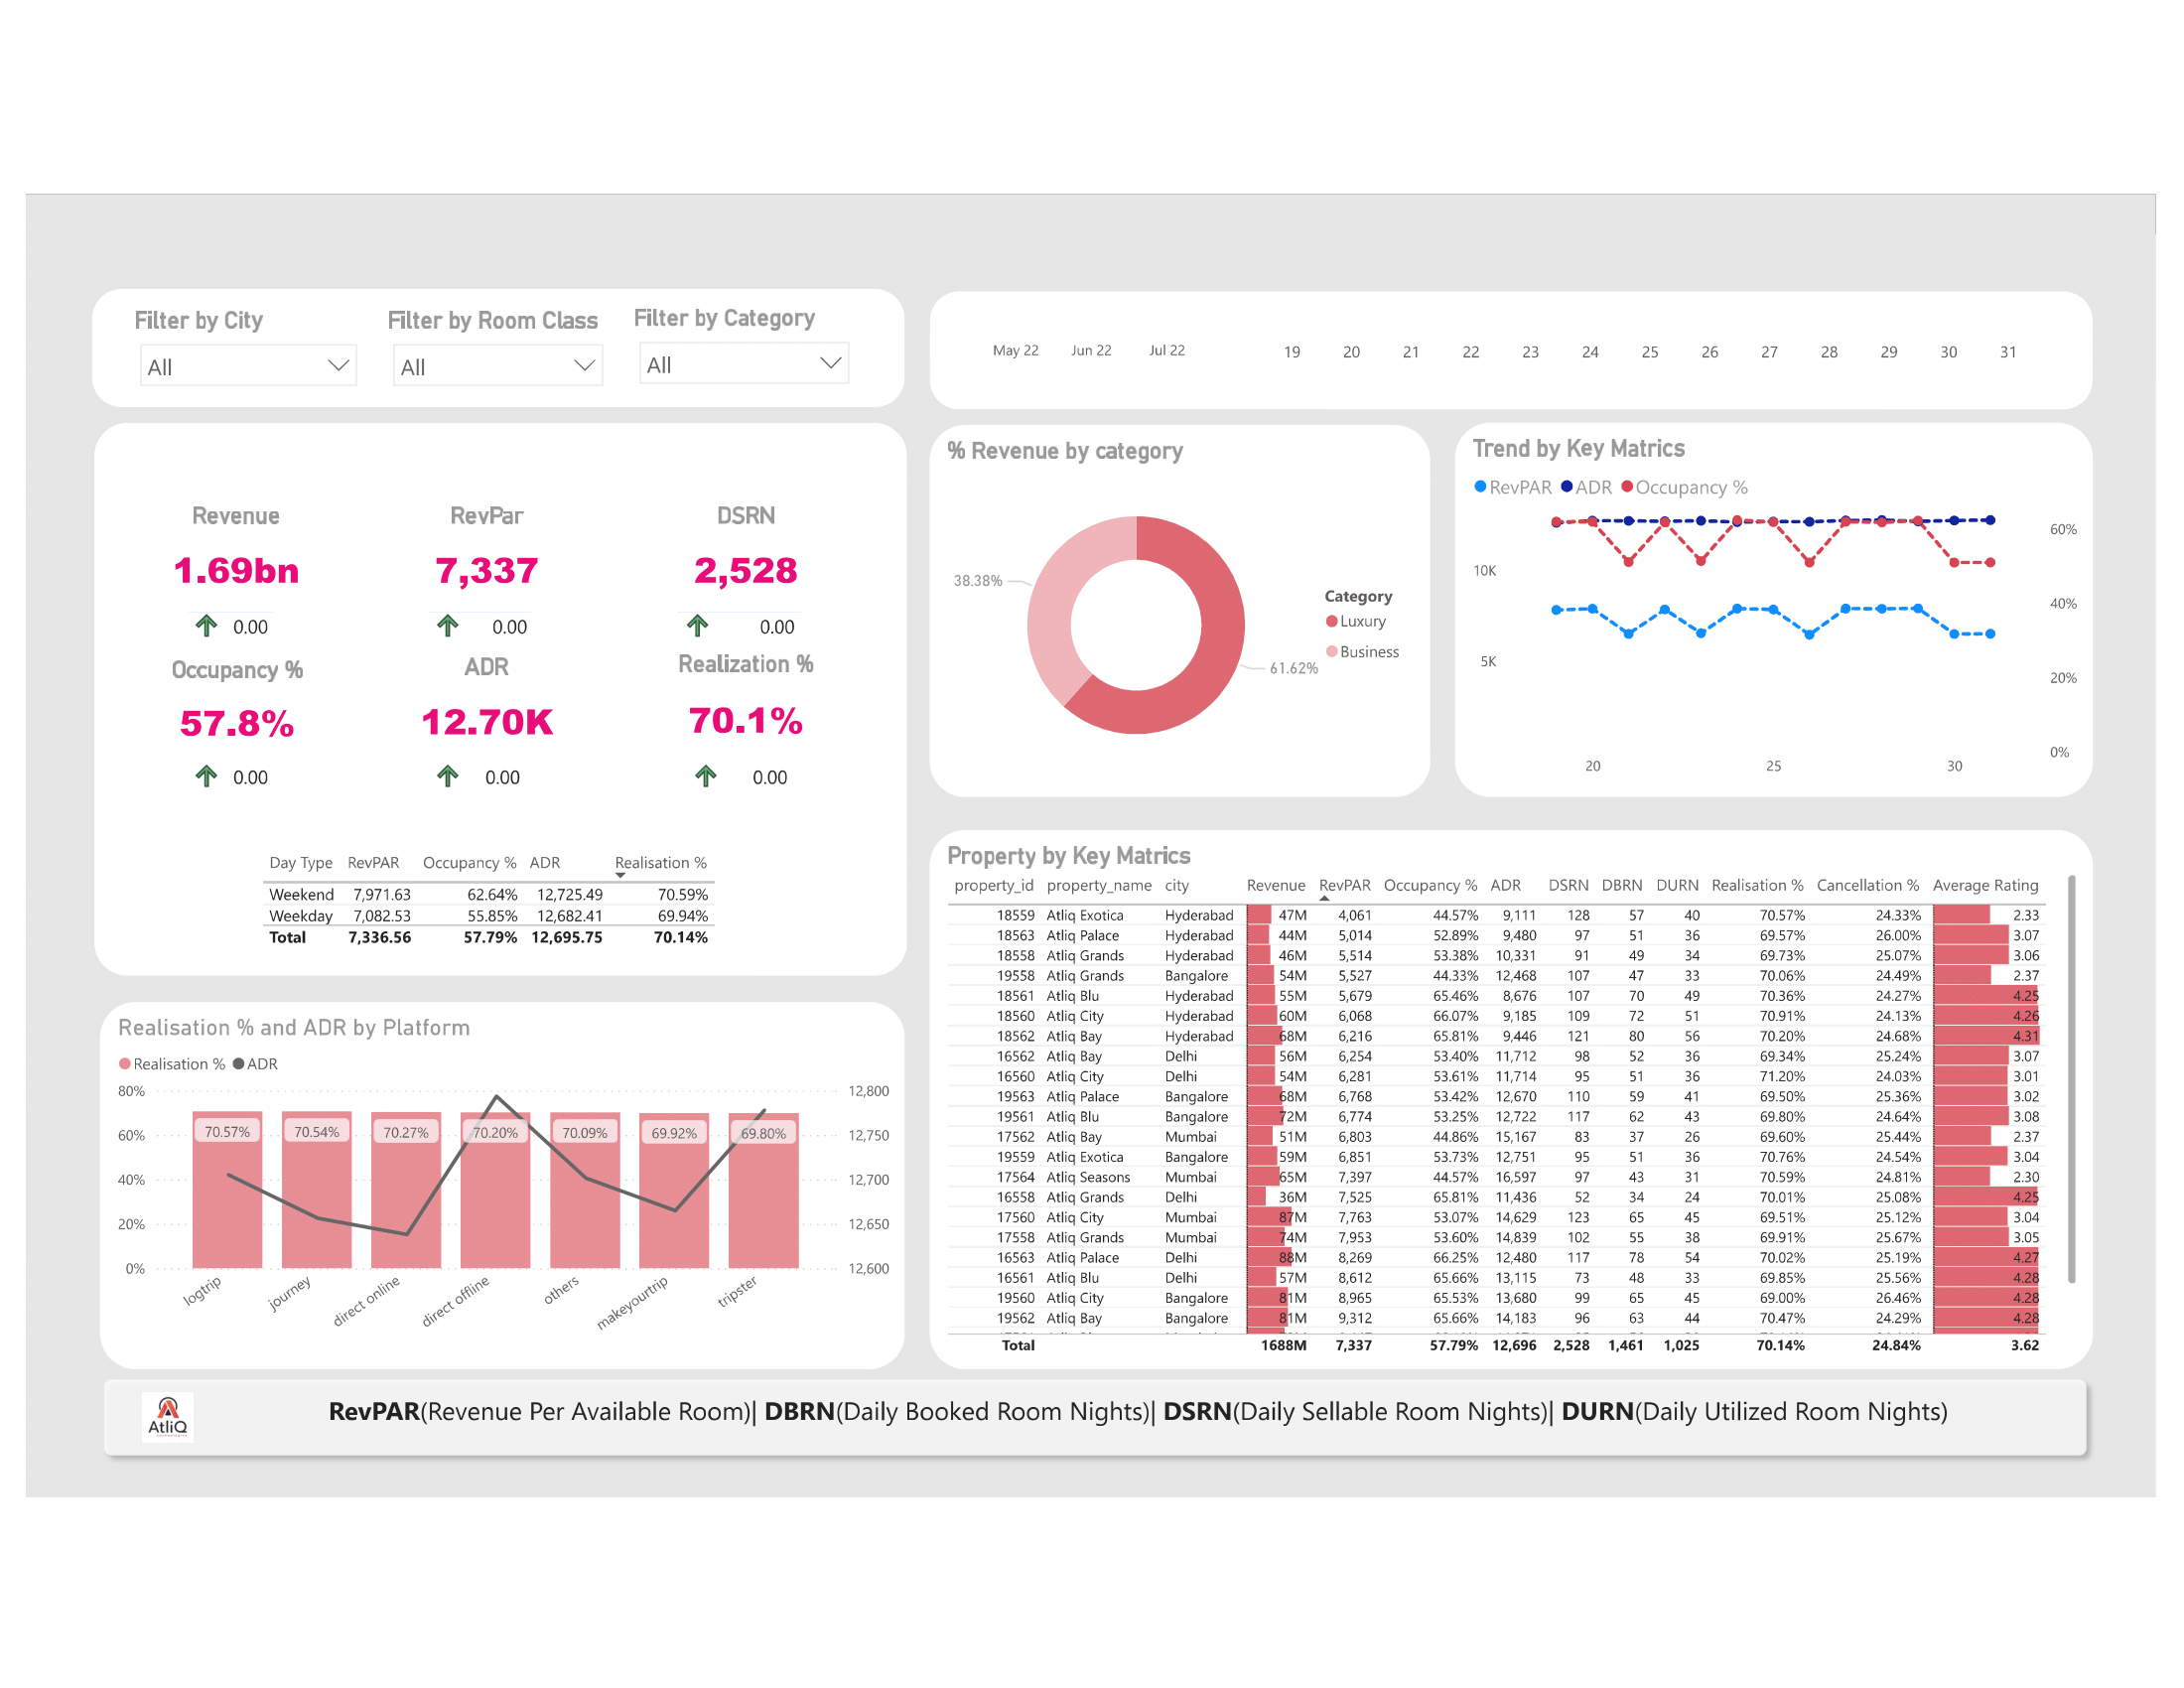 Filter by City
Filter by Room Class
Filter by Category
All
All
All
May 22 Jun 22 Jul 22
19 20 21 22 23 24 25 26 27 28 29 30 31
Revenue RevPar DSRN
1.69bn 7,337 2,528
0.00 0.00 0.00
Occupancy % ADR Realization %
57.8% 12.70K 70.1%
0.00 0.00 0.00
Day Type RevPAR Occupancy % ADR Realisation %
Weekend 7,971.63 62.64% 12,725.49 70.59%
Weekday 7,082.53 55.85% 12,682.41 69.94%
Total 7,336.56 57.79% 12,695.75 70.14%
% Revenue by category
38.38%
61.62%
Category
Luxury
Business
Trend by Key Matrics
RevPAR ADR Occupancy %
60%
10K
40%
5K
20%
0%
20 25 30
Realisation % and ADR by Platform
Realisation % ADR
80% 12,800
60% 12,750
40% 12,700
20% 12,650
0% 12,600
70.57% 70.54% 70.27% 70.20% 70.09% 69.92% 69.80%
logtrip journey direct online direct offline others makeyourtrip tripster
Property by Key Matrics
property_id property_name city Revenue RevPAR Occupancy % ADR DSRN DBRN DURN Realisation % Cancellation % Average Rating
18559 Atliq Exotica Hyderabad 47M 4,061 44.57% 9,111 128 57 40 70.57% 24.33% 2.33
18563 Atliq Palace Hyderabad 44M 5,014 52.89% 9,480 97 51 36 69.57% 26.00% 3.07
18558 Atliq Grands Hyderabad 46M 5,514 53.38% 10,331 91 49 34 69.73% 25.07% 3.06
19558 Atliq Grands Bangalore 54M 5,527 44.33% 12,468 107 47 33 70.06% 24.49% 2.37
18561 Atliq Blu Hyderabad 55M 5,679 65.46% 8,676 107 70 49 70.36% 24.27% 4.25
18560 Atliq City Hyderabad 60M 6,068 66.07% 9,185 109 72 51 70.91% 24.13% 4.26
18562 Atliq Bay Hyderabad 68M 6,216 65.81% 9,446 121 80 56 70.20% 24.68% 4.31
16562 Atliq Bay Delhi 56M 6,254 53.40% 11,712 98 52 36 69.34% 25.24% 3.07
16560 Atliq City Delhi 54M 6,281 53.61% 11,714 95 51 36 71.20% 24.03% 3.01
19563 Atliq Palace Bangalore 68M 6,768 53.42% 12,670 110 59 41 69.50% 25.36% 3.02
19561 Atliq Blu Bangalore 72M 6,774 53.25% 12,722 117 62 43 69.80% 24.64% 3.08
17562 Atliq Bay Mumbai 51M 6,803 44.86% 15,167 83 37 26 69.60% 25.44% 2.37
19559 Atliq Exotica Bangalore 59M 6,851 53.73% 12,751 95 51 36 70.76% 24.54% 3.04
17564 Atliq Seasons Mumbai 65M 7,397 44.57% 16,597 97 43 31 70.59% 24.81% 2.30
16558 Atliq Grands Delhi 36M 7,525 65.81% 11,436 52 34 24 70.01% 25.08% 4.25
17560 Atliq City Mumbai 87M 7,763 53.07% 14,629 123 65 45 69.51% 25.12% 3.04
17558 Atliq Grands Mumbai 74M 7,953 53.60% 14,839 102 55 38 69.91% 25.67% 3.05
16563 Atliq Palace Delhi 88M 8,269 66.25% 12,480 117 78 54 70.02% 25.19% 4.27
16561 Atliq Blu Delhi 57M 8,612 65.66% 13,115 73 48 33 69.85% 25.56% 4.28
19560 Atliq City Bangalore 81M 8,965 65.53% 13,680 99 65 45 69.00% 26.46% 4.28
19562 Atliq Bay Bangalore 81M 9,312 65.66% 14,183 96 63 44 70.47% 24.29% 4.28
Total 1688M 7,337 57.79% 12,696 2,528 1,461 1,025 70.14% 24.84% 3.62
AtliQ
RevPAR(Revenue Per Available Room)| DBRN(Daily Booked Room Nights)| DSRN(Daily Sellable Room Nights)| DURN(Daily Utilized Room Nights)